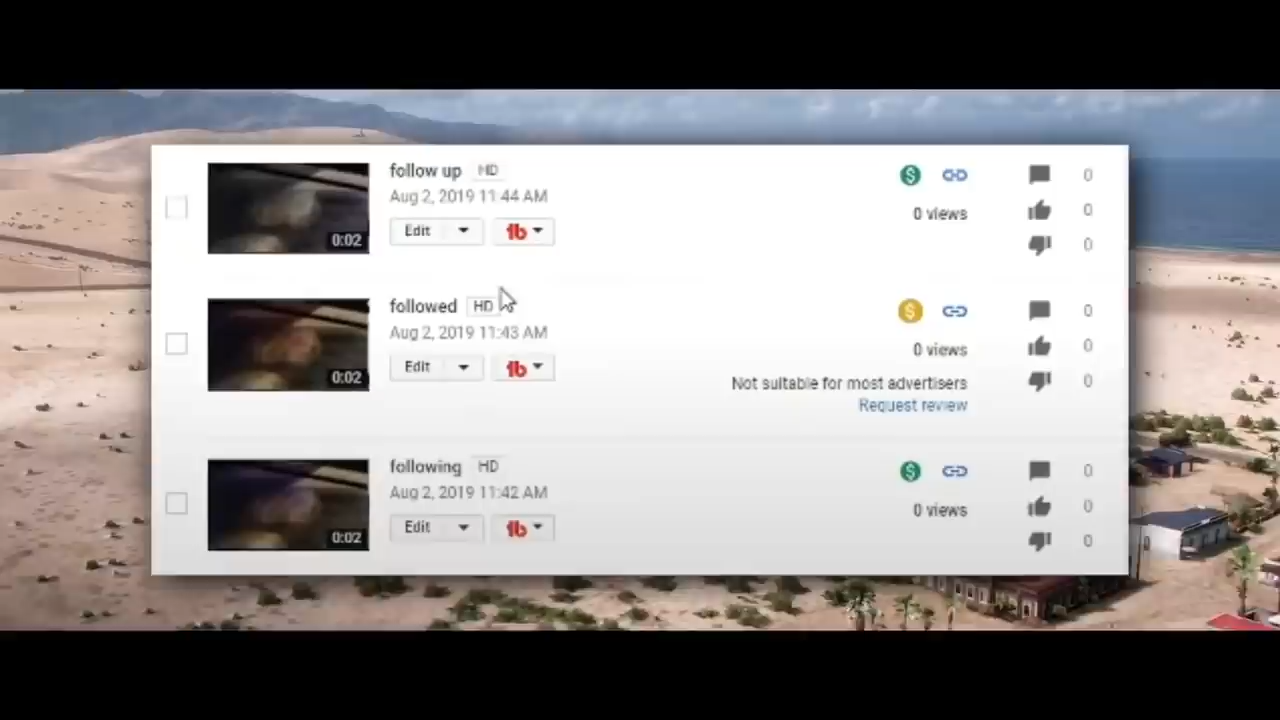 follow up HD
Aug 2, 2019 11:44 AM
0 views
Edit
0:02
0
0
0
followed HD
Aug 2, 2019 11:43 AM
0 views
Edit
0:02
Not suitable for most advertisers
Request review
0
0
0
following HD
Aug 2, 2019 11:42 AM
0 views
Edit
0:02
0
0
0